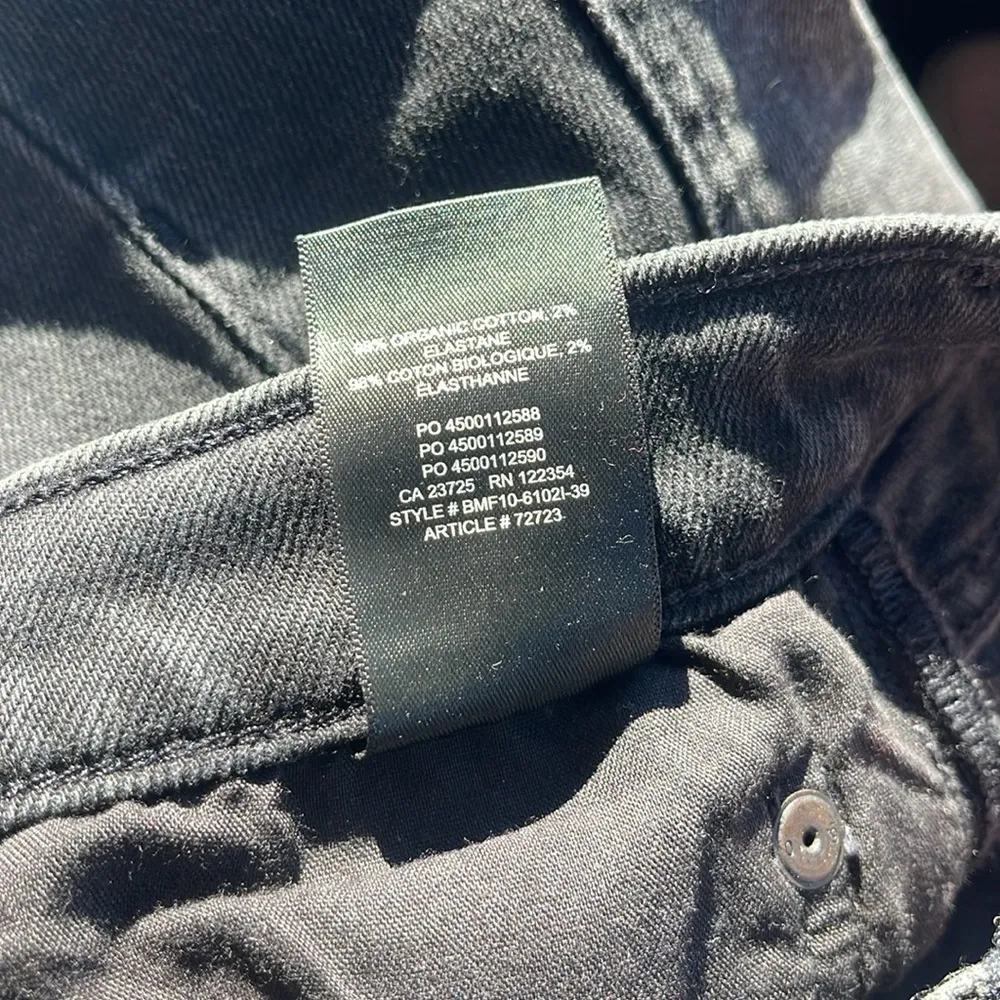 98% ORGANIC COTTON, 2%
ELASTANE
98% COTON BIOLOGIQUE, 2%
ÉLASTHANNE
PO 4500112588
PO 4500112589
PO 4500112590
CA 23725 RN 122354
STYLE # BMF10-6102I-39
ARTICLE # 72723